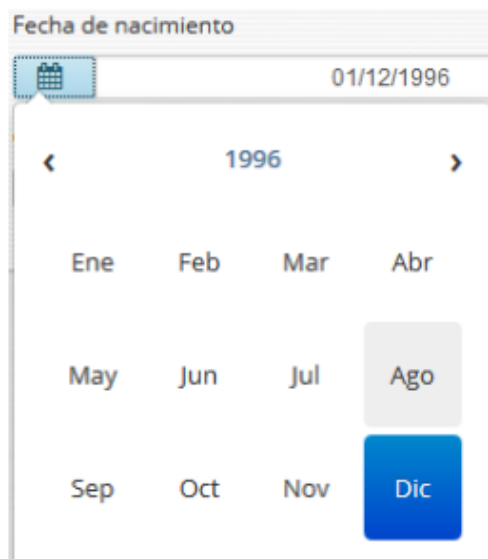 Fecha de nacimiento
01/12/1996
‹ 1996 ›
Ene Feb Mar Abr
May Jun Jul Ago
Sep Oct Nov Dic